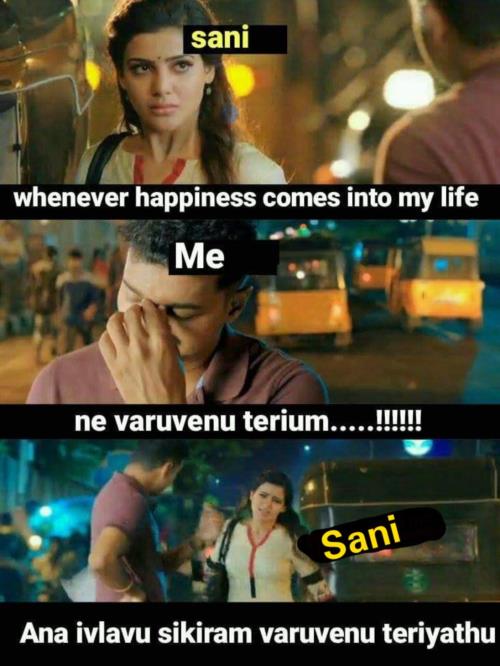 sani
whenever happiness comes into my life
Me
ne varuvenu terium.....!!!!!!
Sani
Ana ivlavu sikiram varuvenu teriyathu